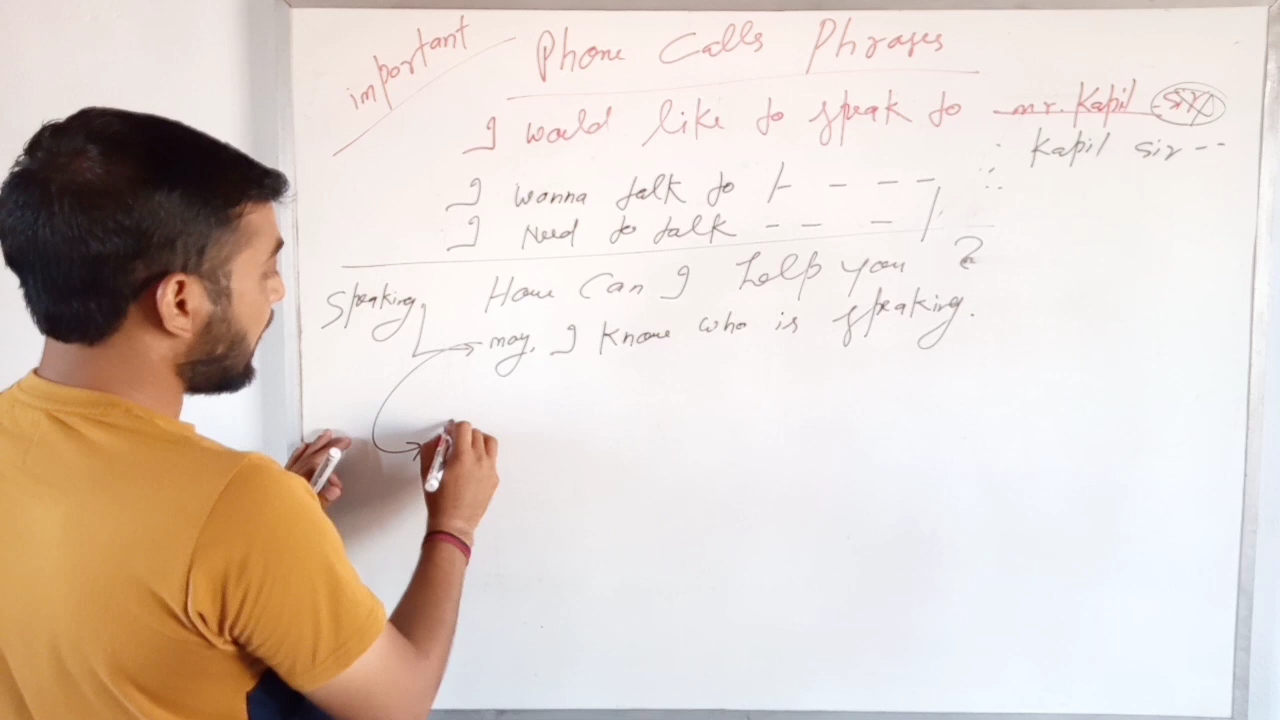 important
Phone Calls Phrases
I would like to speak to mr. Kapil sir
Kapil sir --
I wanna talk to /- - - -
I Need to talk -- -
Speaking
How Can I help you ?
may, I know who is speaking.